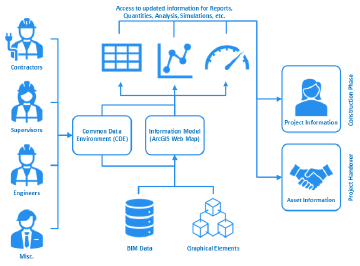 Access to updated information for Reports,
Quantities, Analysis, Simulations, etc.
Contractors
Supervisors
Engineers
Misc.
Common Data
Environment (CDE)
Information Model
(ArcGIS Web Map)
BIM Data
Graphical Elements
Project Information
Asset Information
Construction Phase
Project Handover